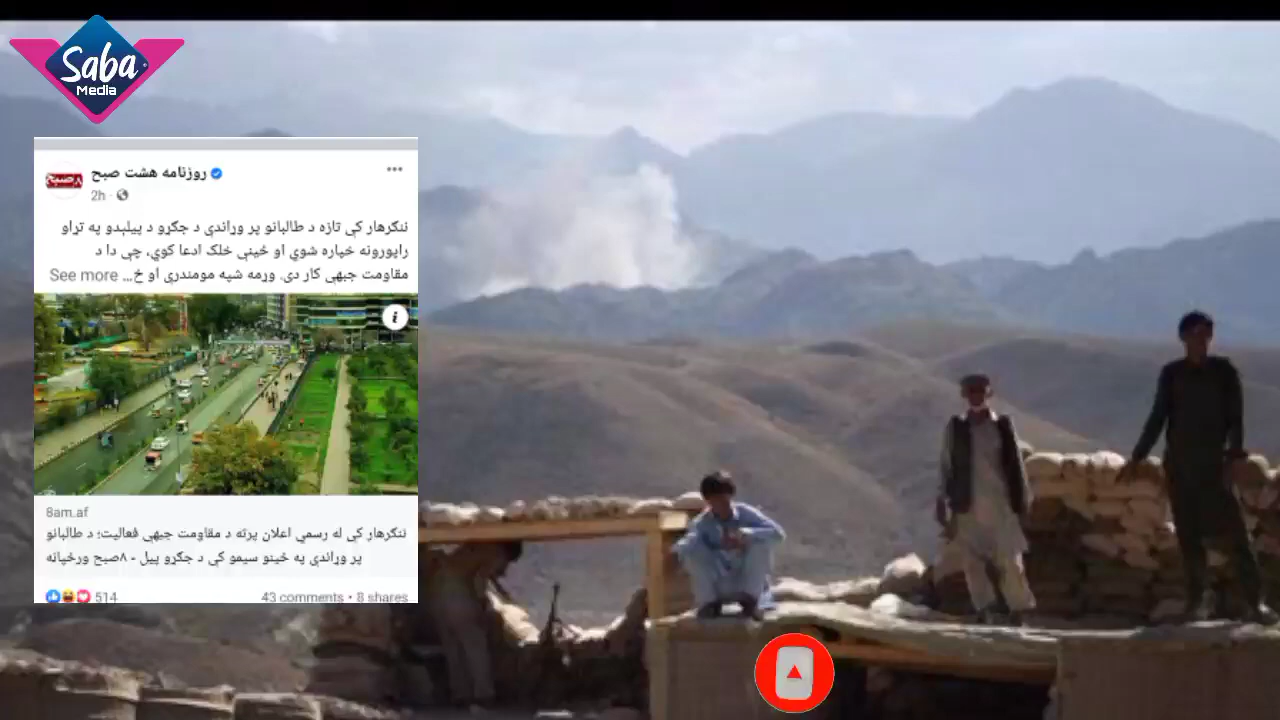 Saba
Media
روزنامه هشت صبح
2h
ننګرهار کې تازه د طالبانو پر وړاندې د جګړو د پیلېدو په تړاو
راپورونه خپاره شوي او ځینې خلک ادعا کوي، چې دا د
مقاومت جبهې کار دی. ورمه شپه مومندرې او خ... See more
8am.af
ننګرهار کې له رسمي اعلان پرته د مقاومت جبهې فعالیت؛ د طالبانو
پر وړاندې په ځینو سیمو کې د جګړو پیل - ۸صبح ورځپاڼه
514
43 comments • 8 shares